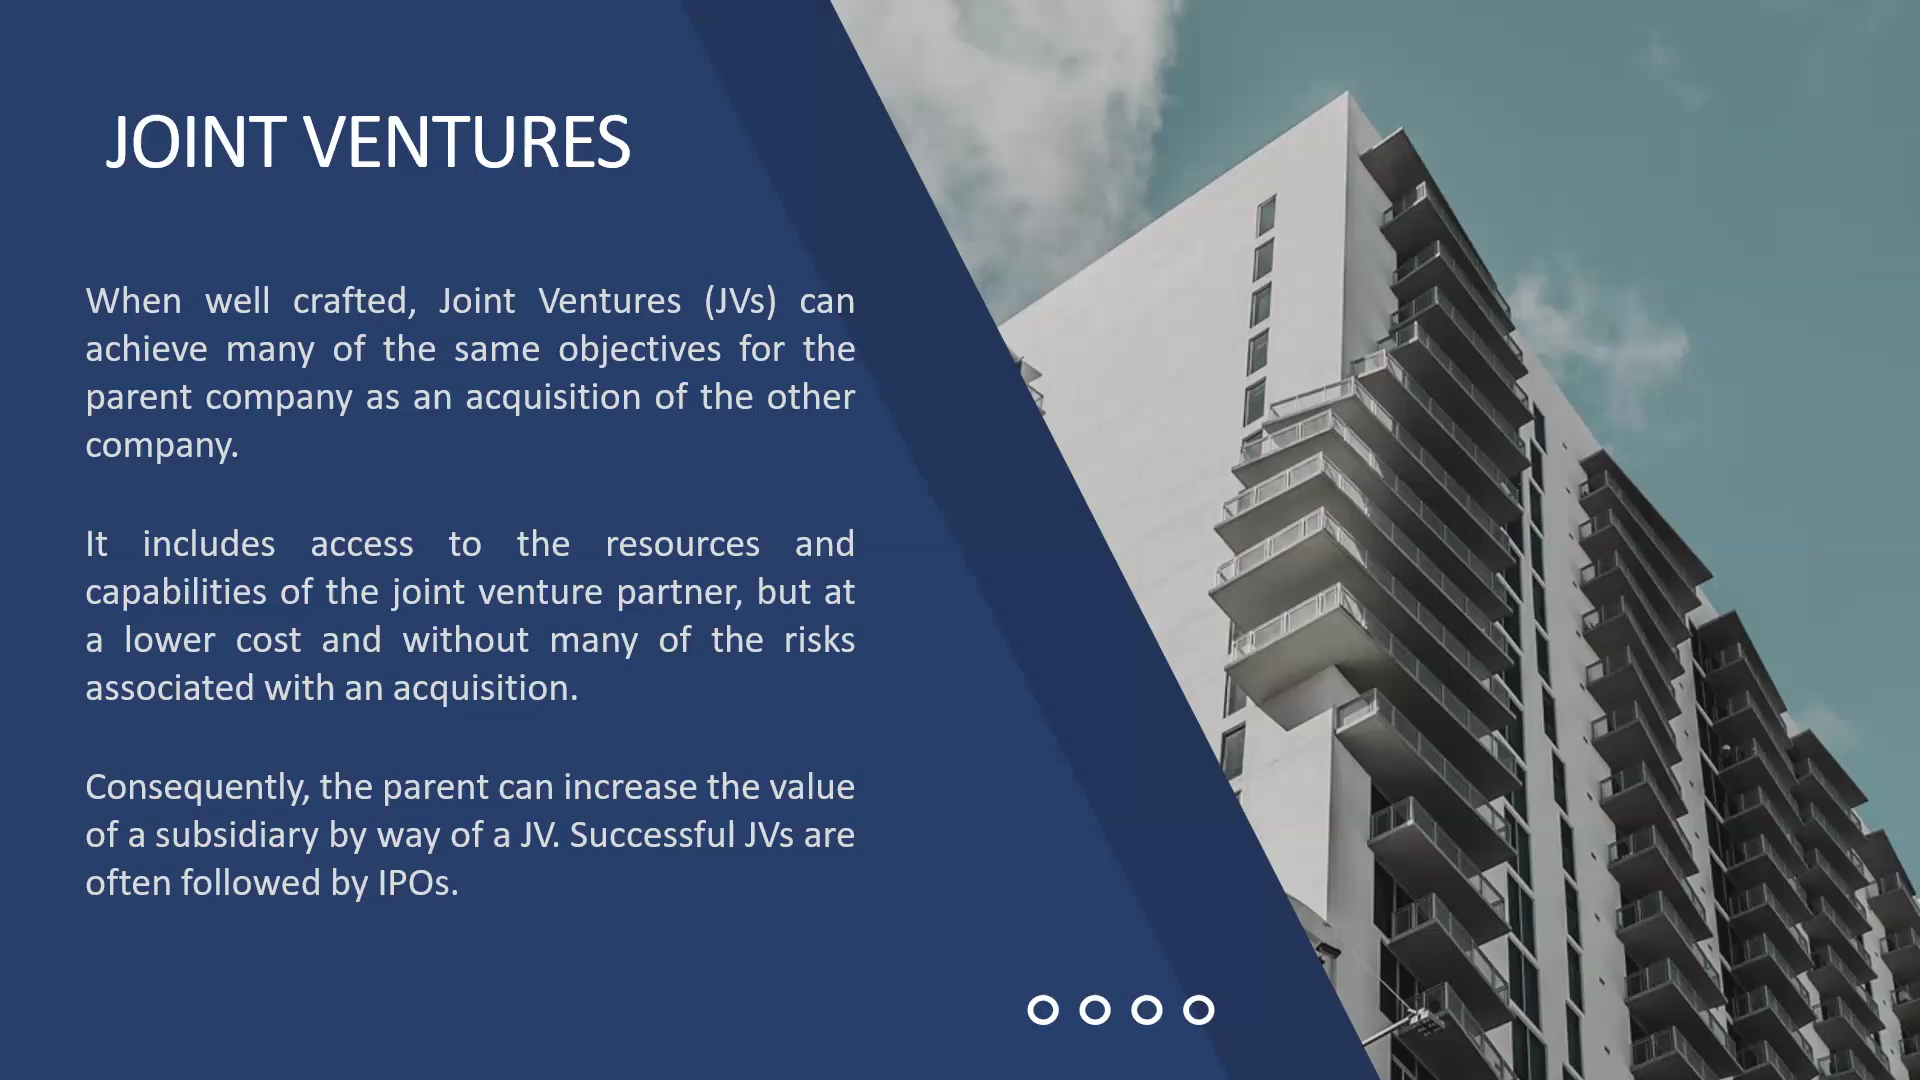 JOINT VENTURES
When well crafted, Joint Ventures (JVs) can
achieve many of the same objectives for the
parent company as an acquisition of the other
company.
It includes access to the resources and
capabilities of the joint venture partner, but at
a lower cost and without many of the risks
associated with an acquisition.
Consequently, the parent can increase the value
of a subsidiary by way of a JV. Successful JVs are
often followed by IPOs.